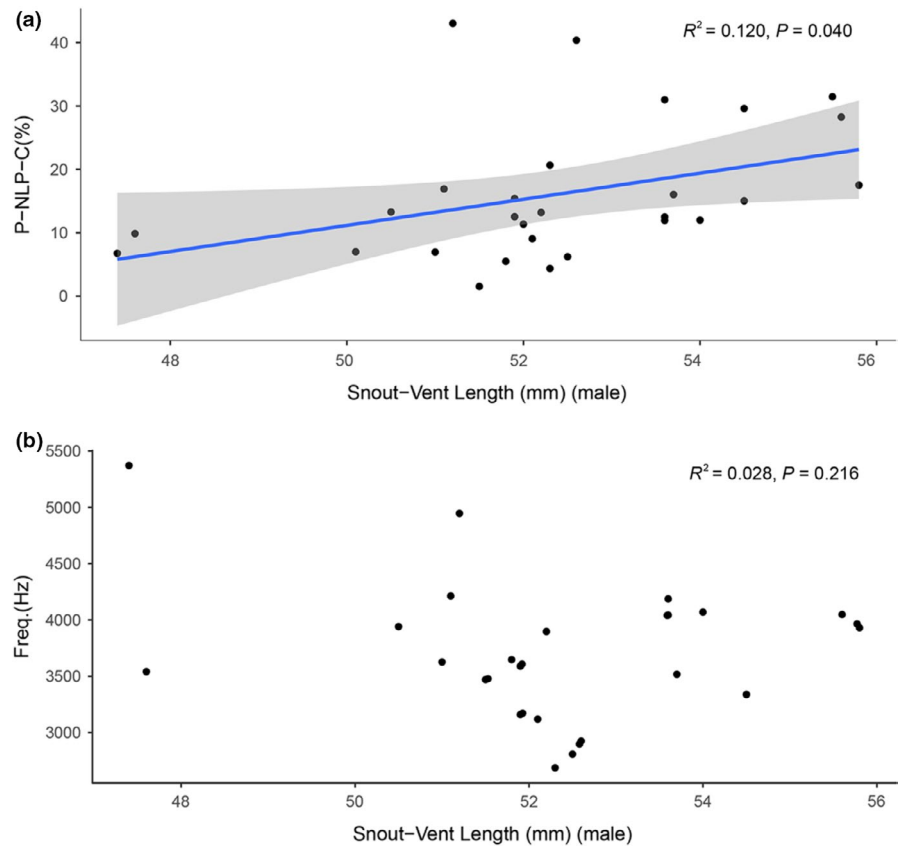 (a)
R² = 0.120, P = 0.040
P−NLP−C(%)
40
30
20
10
0
48 50 52 54 56
Snout−Vent Length (mm) (male)
(b)
R² = 0.028, P = 0.216
Freq.(Hz)
5500
5000
4500
4000
3500
3000
48 50 52 54 56
Snout−Vent Length (mm) (male)